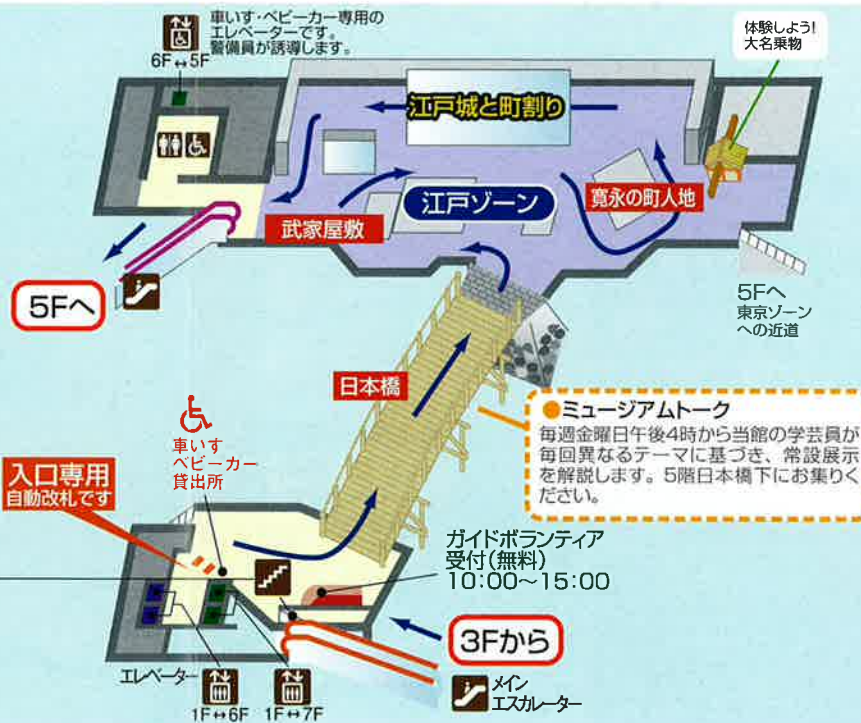 車いす・ベビーカー専用の
エレベーターです。
警備員が誘導します。
6F↔5F
体験しよう!
大名乗物
江戸城と町割り
江戸ゾーン
寛永の町人地
武家屋敷
5Fへ
5Fへ
東京ゾーン
への近道
日本橋
●ミュージアムトーク
毎週金曜日午後4時から当館の学芸員が
毎回異なるテーマに基づき、常設展示
を解説します。5階日本橋下にお集りく
ださい。
車いす
ベビーカー
貸出所
入口専用
自動改札です
ガイドボランティア
受付(無料)
10:00～15:00
3Fから
メイン
エスカレーター
エレベーター
1F↔6F
1F↔7F